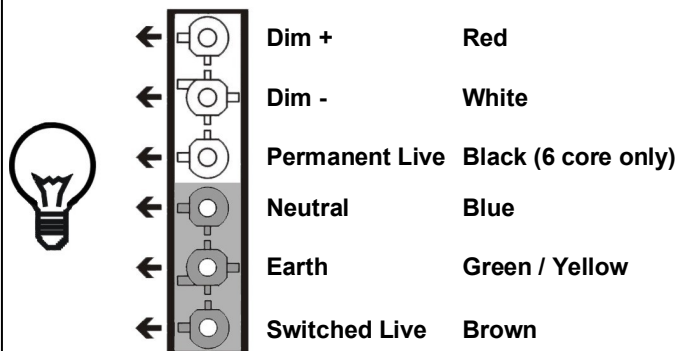 Dim + Red
Dim - White
Permanent Live Black (6 core only)
Neutral Blue
Earth Green / Yellow
Switched Live Brown